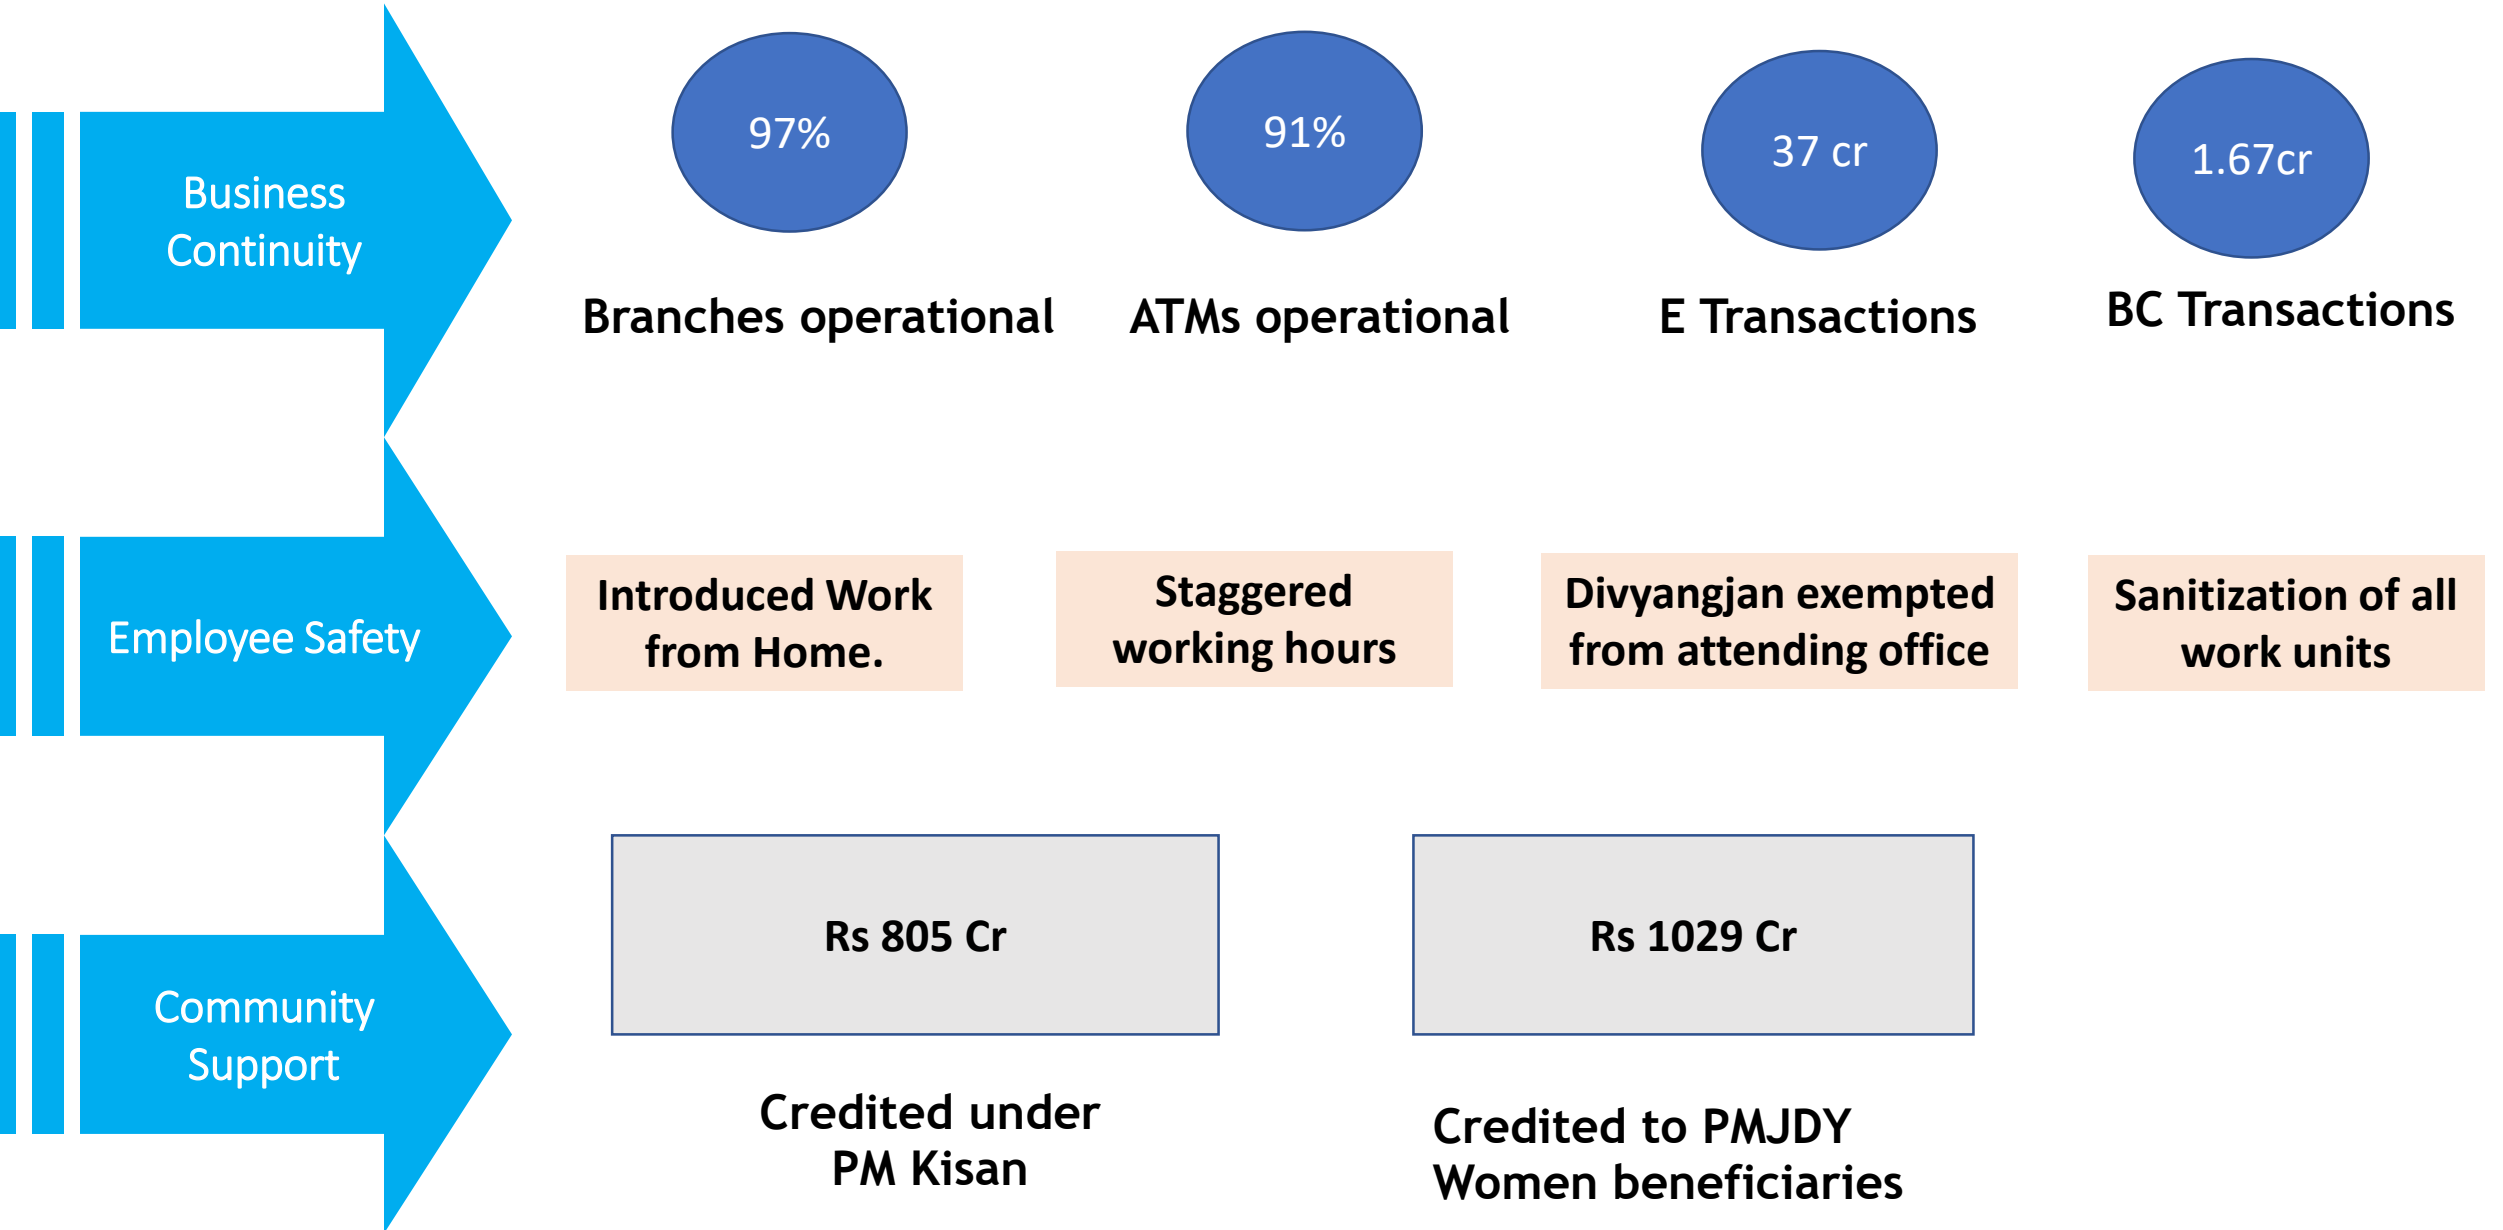 Business
Continuity
97%
Branches operational
91%
ATMs operational
37 cr
E Transactions
1.67cr
BC Transactions
Employee Safety
Introduced Work
from Home.
Staggered
working hours
Divyangjan exempted
from attending office
Sanitization of all
work units
Community
Support
Rs 805 Cr
Credited under
PM Kisan
Rs 1029 Cr
Credited to PMJDY
Women beneficiaries